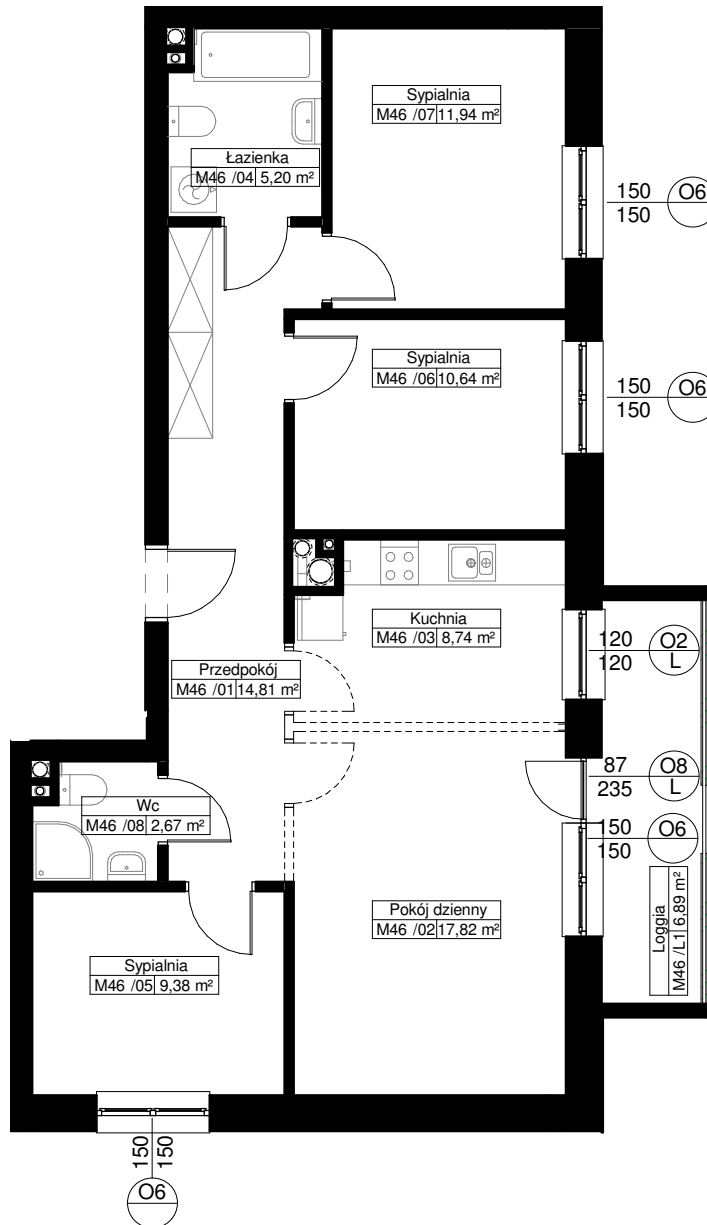 Sypialnia
M46 /07 11,94 m²
Łazienka
M46 /04 5,20 m²
150
150
O6
Sypialnia
M46 /06 10,64 m²
150
150
O6
Kuchnia
M46 /03 8,74 m²
120
120
O2
L
Przedpokój
M46 /01 14,81 m²
87
235
O8
L
Wc
M46 /08 2,67 m²
150
150
O6
Pokój dzienny
M46 /02 17,82 m²
Loggia
M46 /L1 6,89 m²
Sypialnia
M46 /05 9,38 m²
150
150
O6